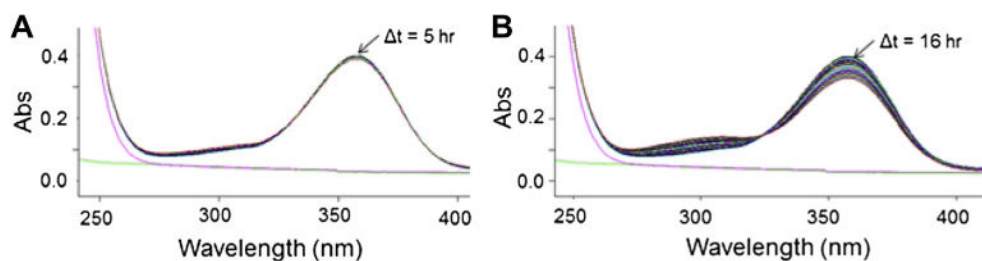 A
Δt = 5 hr
0.4
0.2
0.0
Abs
250
300
350
400
Wavelength (nm)
B
Δt = 16 hr
0.4
0.2
0.0
Abs
250
300
350
400
Wavelength (nm)